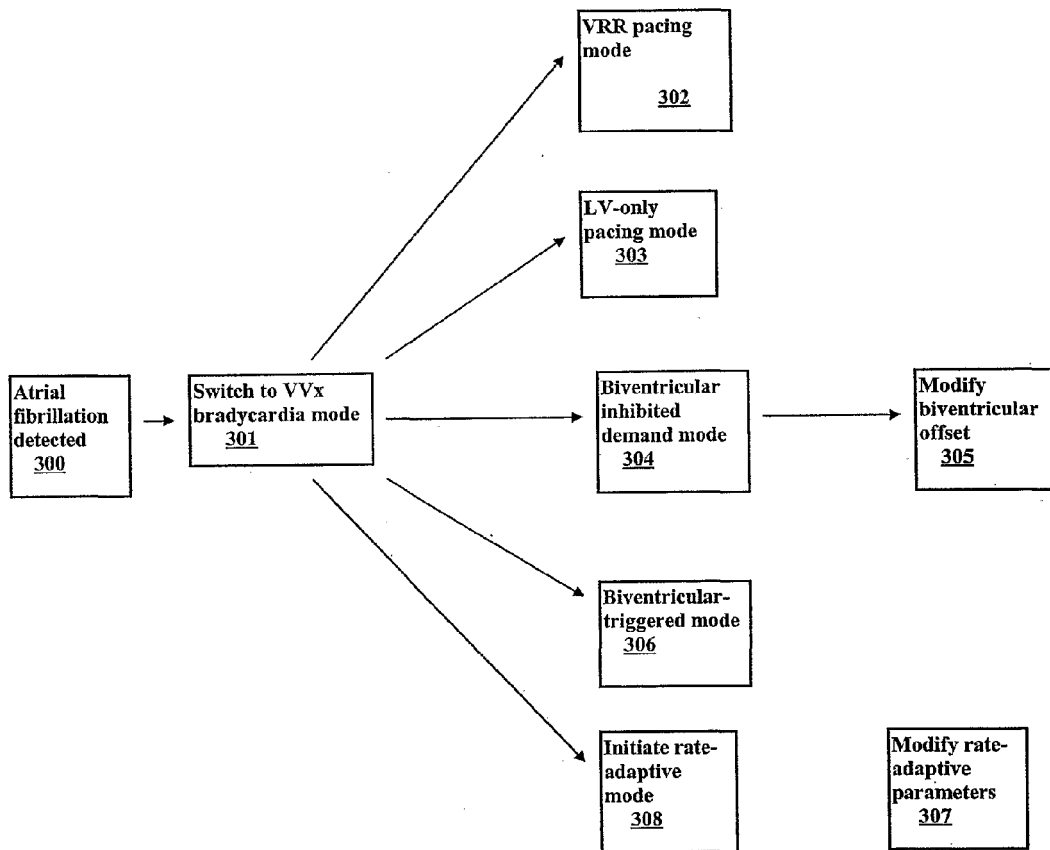 VRR pacing
mode
302
LV-only
pacing mode
303
Atrial
fibrillation
detected
300
Switch to VVx
bradycardia mode
301
Biventricular
inhibited
demand mode
304
Modify
biventricular
offset
305
Biventricular-
triggered mode
306
Initiate rate-
adaptive
mode
308
Modify rate-
adaptive
parameters
307